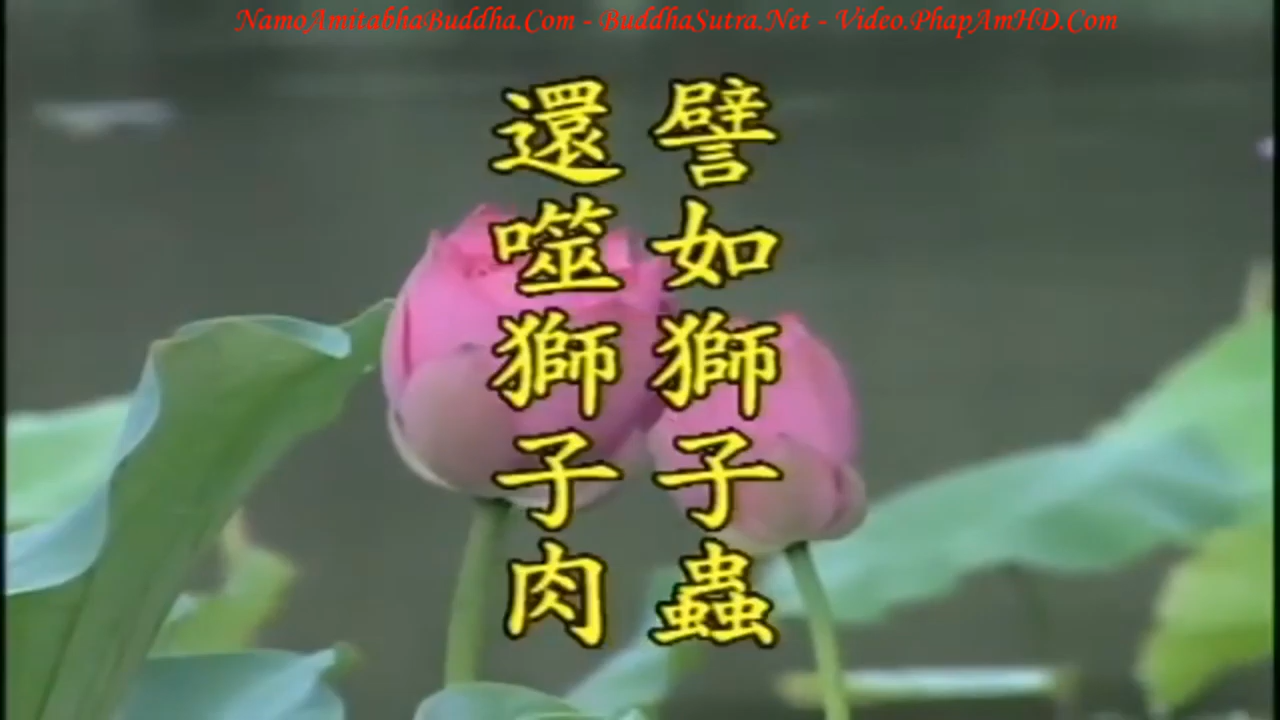 NamoAmitabhaBuddha.Com - BuddhaSutra.Net - Video.PhapAmHD.Com
譬如獅子蟲
還噬獅子肉